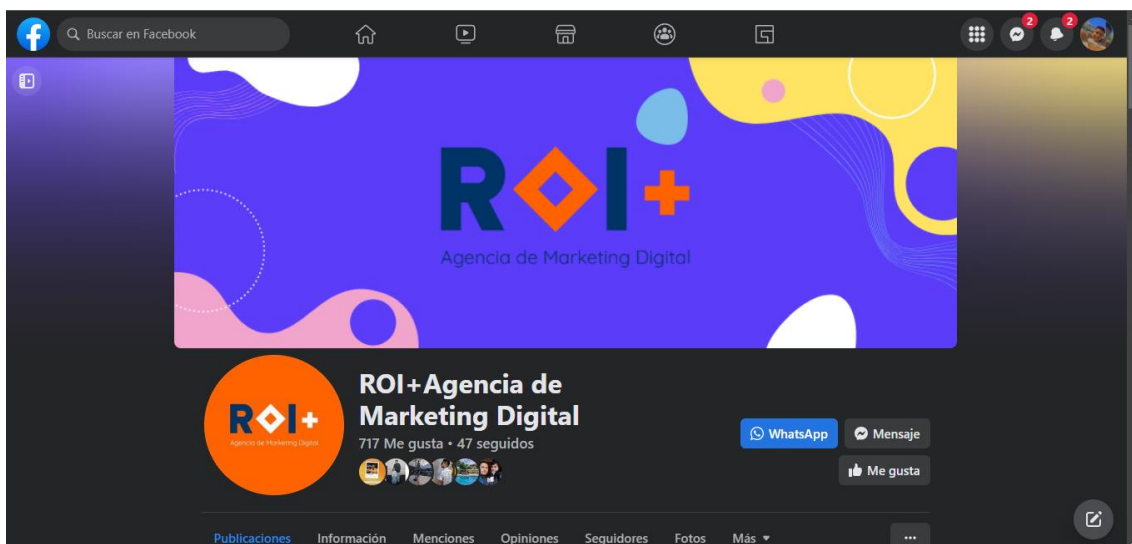 Buscar en Facebook
2
2
ROI+
Agencia de Marketing Digital
ROI+
Agencia de Marketing Digital
ROI+Agencia de
Marketing Digital
717 Me gusta • 47 seguidos
WhatsApp
Mensaje
Me gusta
Publicaciones Información Menciones Opiniones Seguidores Fotos Más